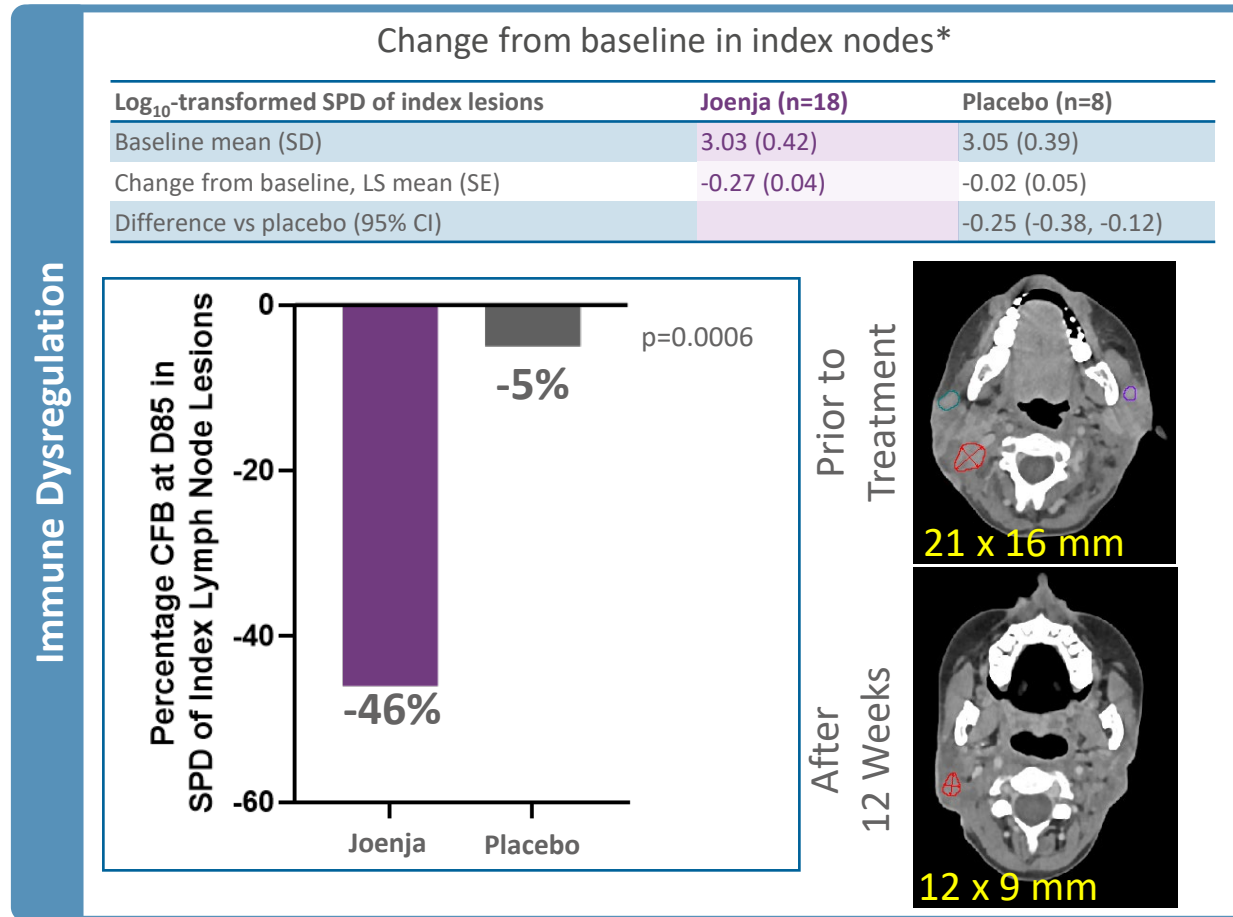 Immune Dysregulation
Change from baseline in index nodes*
Log₁₀-transformed SPD of index lesions Joenja (n=18) Placebo (n=8)
Baseline mean (SD) 3.03 (0.42) 3.05 (0.39)
Change from baseline, LS mean (SE) -0.27 (0.04) -0.02 (0.05)
Difference vs placebo (95% CI) -0.25 (-0.38, -0.12)
Percentage CFB at D85 in
SPD of Index Lymph Node Lesions
0
-20
-40
-60
-46%
-5%
p=0.0006
Joenja Placebo
Prior to
Treatment
21 x 16 mm
After
12 Weeks
12 x 9 mm